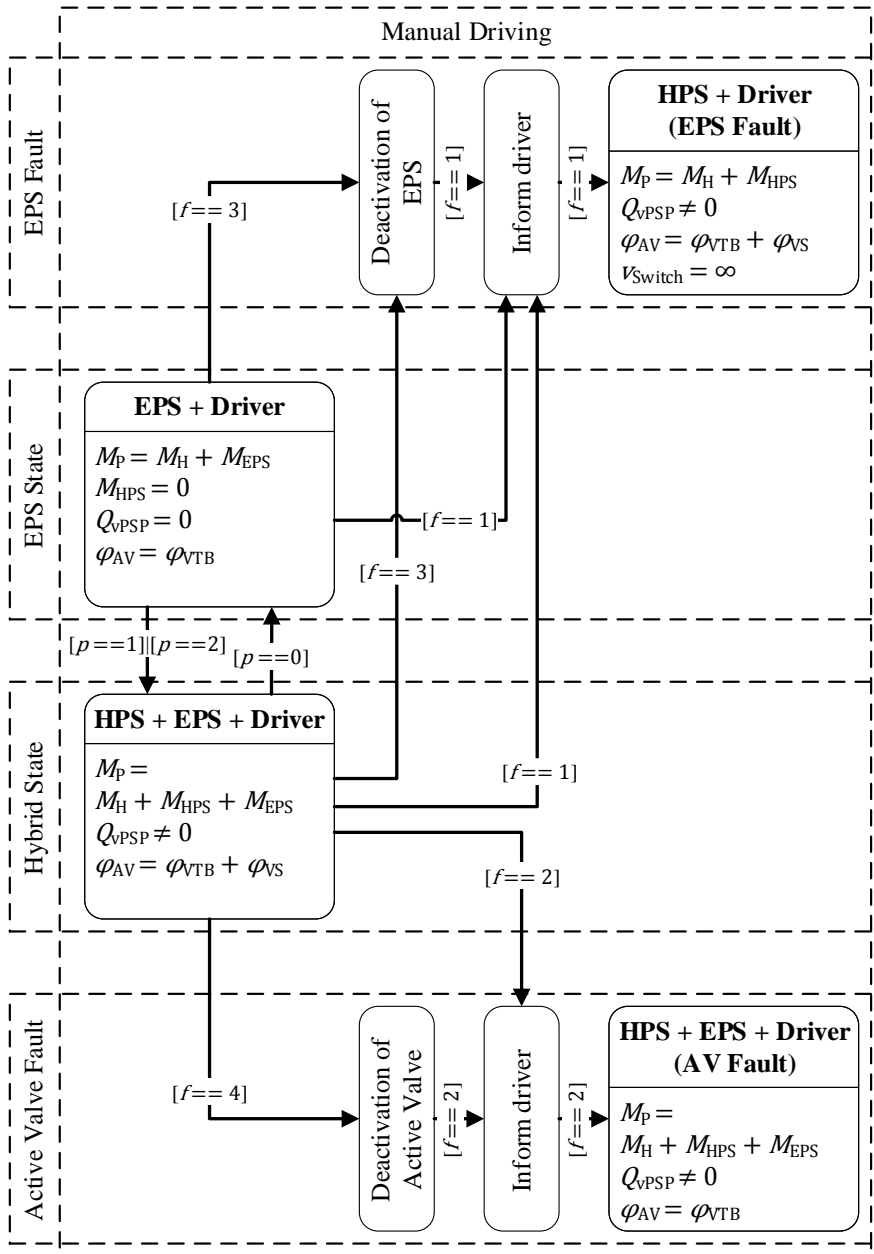 Manual Driving
EPS Fault
Deactivation of
EPS
[f== 1]
Inform driver
[f== 1]
HPS + Driver
(EPS Fault)
M_P = M_H + M_HPS
Q_vPSP ≠ 0
φ_AV = φ_VTB + φ_VS
v_Switch = ∞
[f== 3]
EPS State
EPS + Driver
M_P = M_H + M_EPS
M_HPS = 0
Q_vPSP = 0
φ_AV = φ_VTB
[f== 1]
[f== 3]
[p ==1]|[p ==2]
[p ==0]
Hybrid State
HPS + EPS + Driver
M_P =
M_H + M_HPS + M_EPS
Q_vPSP ≠ 0
φ_AV = φ_VTB + φ_VS
[f== 1]
[f== 2]
Active Valve Fault
[f== 4]
Deactivation of
Active Valve
[f== 2]
Inform driver
[f== 2]
HPS + EPS + Driver
(AV Fault)
M_P =
M_H + M_HPS + M_EPS
Q_vPSP ≠ 0
φ_AV = φ_VTB